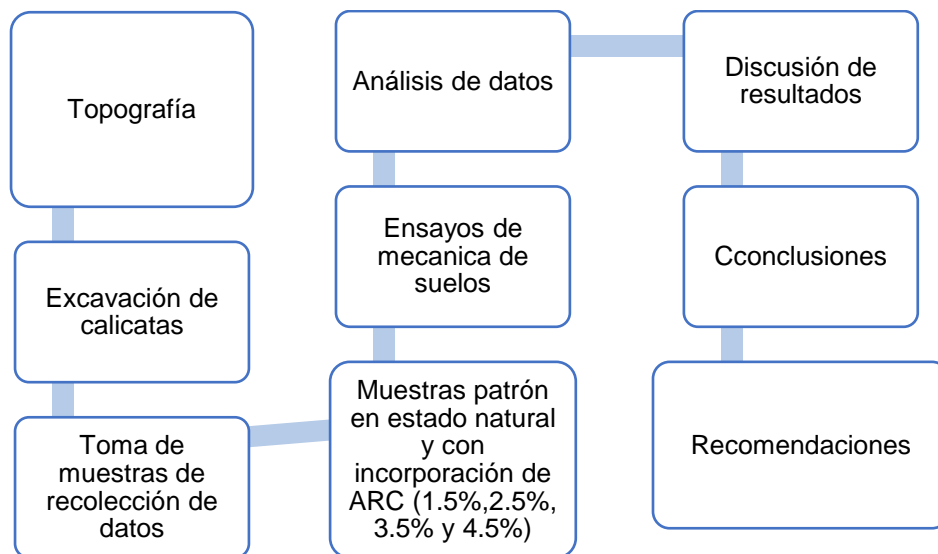 Topografía
Excavación de
calicatas
Toma de
muestras de
recolección de
datos
Muestras patrón
en estado natural
y con
incorporación de
ARC (1.5%,2.5%,
3.5% y 4.5%)
Ensayos de
mecanica de
suelos
Análisis de datos
Discusión de
resultados
Cconclusiones
Recomendaciones